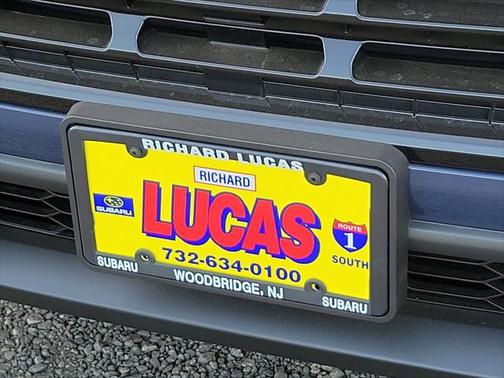 RICHARD LUCAS
RICHARD
LUCAS
SUBARU
ROUTE
1
SOUTH
732-634-0100
SUBARU
WOODBRIDGE, NJ
SUBARU